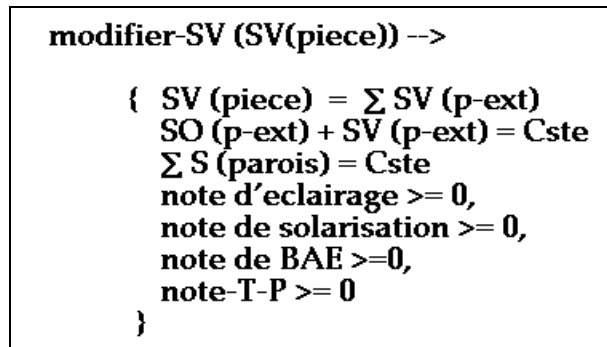 modifier-SV (SV(piece)) -->
{ SV (piece) = ∑ SV (p-ext)
SO (p-ext) + SV (p-ext) = Cste
∑ S (parois) = Cste
note d'eclairage >= 0,
note de solarisation >= 0,
note de BAE >=0,
note-T-P >= 0
}